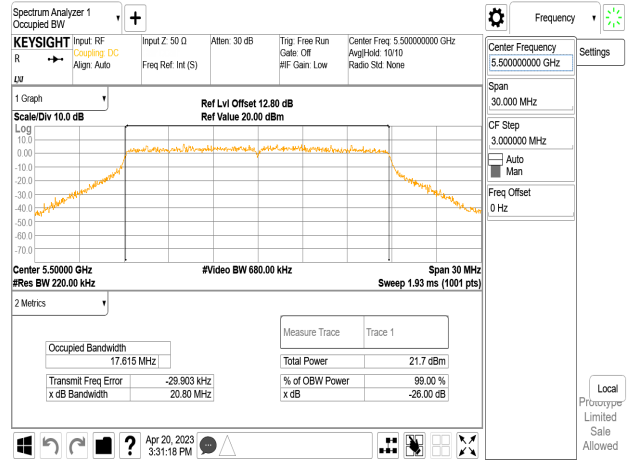 Spectrum Analyzer 1
Occupied BW
Frequency
KEYSIGHT
R
Input: RF
Coupling: DC
Align: Auto
Input Z: 50 Ω
Freq Ref: Int (S)
Atten: 30 dB
Trig: Free Run
Gate: Off
#IF Gain: Low
Center Freq: 5.500000000 GHz
Avg|Hold: 10/10
Radio Std: None
Center Frequency
5.500000000 GHz
Settings
Span
30.000 MHz
CF Step
3.000000 MHz
Auto
Man
Freq Offset
0 Hz
1 Graph
Scale/Div 10.0 dB
Ref Lvl Offset 12.80 dB
Ref Value 20.00 dBm
Log
10.0
0.00
-10.0
-20.0
-30.0
-40.0
-50.0
-60.0
-70.0
Center 5.50000 GHz
#Video BW 680.00 kHz
Span 30 MHz
#Res BW 220.00 kHz
Sweep 1.93 ms (1001 pts)
2 Metrics
Measure Trace
Trace 1
Occupied Bandwidth
17.615 MHz
Total Power
21.7 dBm
Transmit Freq Error
-29.903 kHz
% of OBW Power
99.00 %
x dB Bandwidth
20.80 MHz
x dB
-26.00 dB
Local
Prototype
Limited
Sale
Allowed
Apr 20, 2023
3:31:18 PM
?